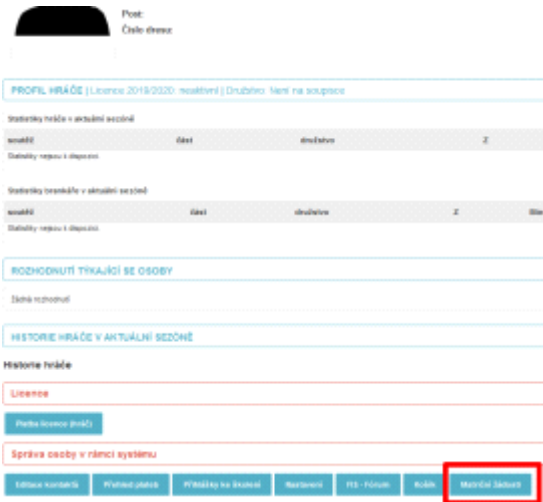 Post:
Číslo dresu:
PROFIL HRÁČE | Licence 2019/2020: neaktivní | Družstvo: Není na soupisce
Statistiky hráče v aktuální sezóně
soutěž část družstvo Z
Statistiky nejsou k dispozici
Statistiky brankáře v aktuální sezóně
soutěž část družstvo Z
Statistiky nejsou k dispozici
ROZHODNUTÍ TÝKAJÍCÍ SE OSOBY
Žádná rozhodnutí
HISTORIE HRÁČE V AKTUÁLNÍ SEZÓNĚ
Historie hráče
Licence
Platba licence (hráč)
Správa osoby v rámci systému
Editace kontaktů Přehled plateb Přihlášky ke školení Nastavení FIS - Fórum Košík Matriční žádosti